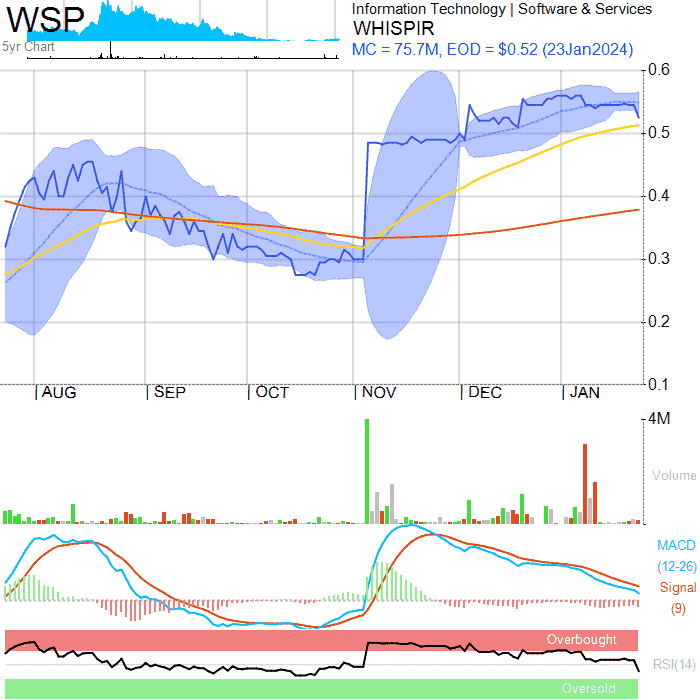 WSP
5yr Chart
Information Technology | Software & Services
WHISPIR
MC = 75.7M, EOD = $0.52 (23Jan2024)
0.6
0.5
0.4
0.3
0.2
0.1
AUG SEP OCT NOV DEC JAN
4M
Volume
MACD
(12-26)
Signal
(9)
Overbought
RSI(14)
Oversold